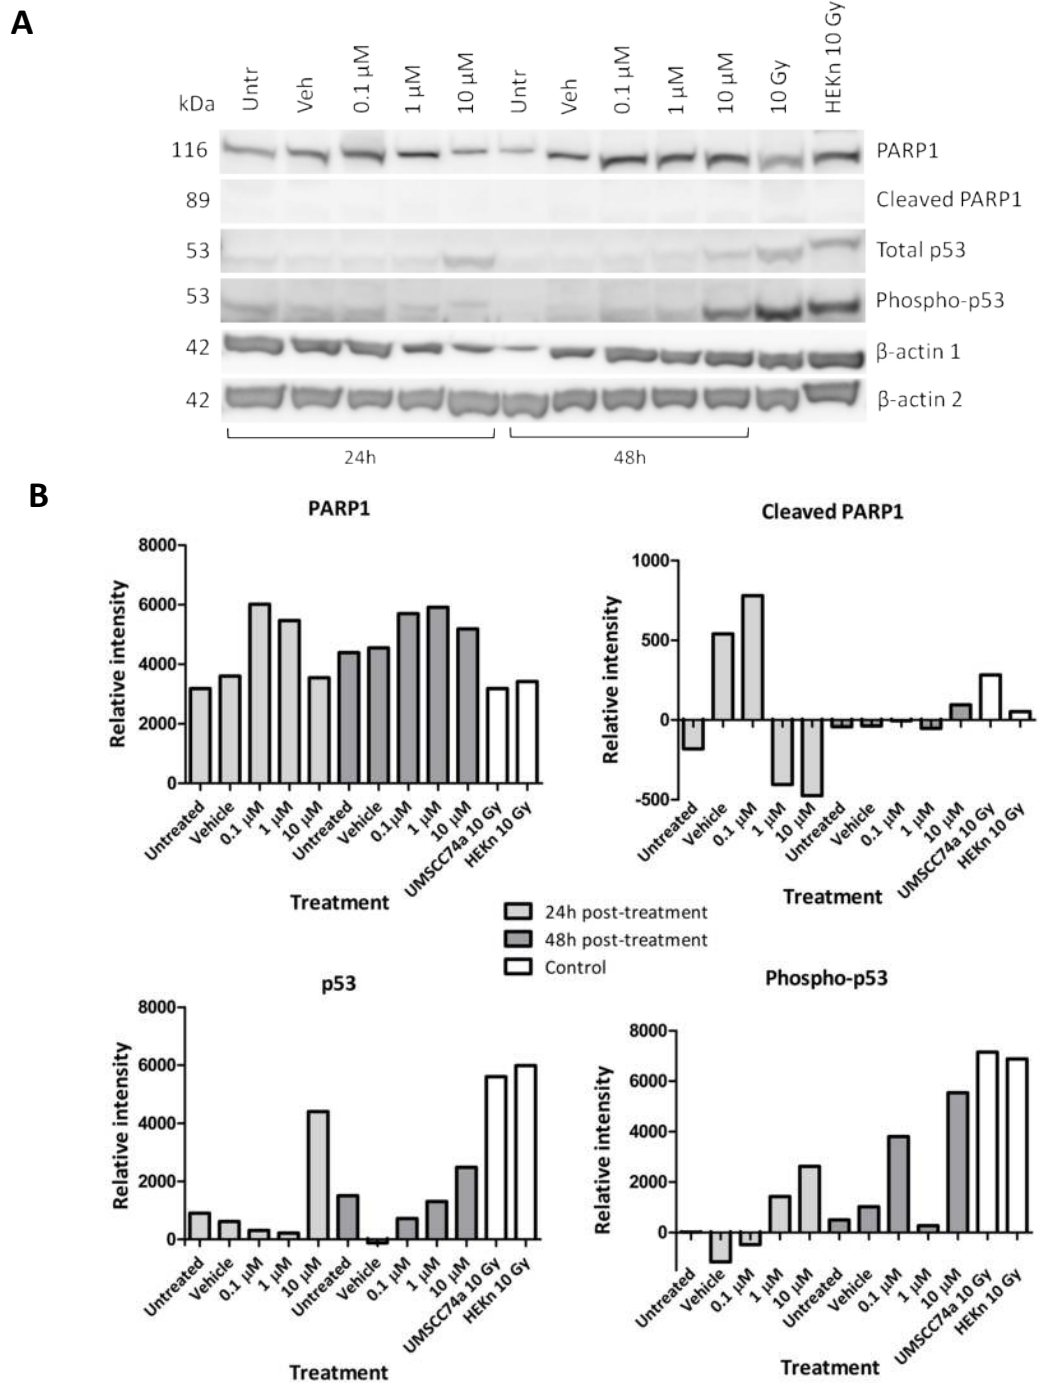 A
kDa
Untr
Veh
0.1 µM
1 µM
10 µM
Untr
Veh
0.1 µM
1 µM
10 µM
10 Gy
HEKn 10 Gy
116 PARP1
89 Cleaved PARP1
53 Total p53
53 Phospho-p53
42 β-actin 1
42 β-actin 2
24h 48h
B
PARP1
8000
6000
4000
2000
0
Relative intensity
Untreated
Vehicle
0.1 µM
1 µM
10 µM
Untreated
Vehicle
0.1 µM
1 µM
10 µM
UMSCC74a 10 Gy
HEKn 10 Gy
Treatment
Cleaved PARP1
1000
500
0
-500
Relative intensity
Untreated
Vehicle
0.1 µM
1 µM
10 µM
Untreated
Vehicle
0.1 µM
1 µM
10 µM
UMSCC74a 10 Gy
HEKn 10 Gy
Treatment
24h post-treatment
48h post-treatment
Control
p53
8000
6000
4000
2000
0
Relative intensity
Untreated
Vehicle
0.1 µM
1 µM
10 µM
Untreated
Vehicle
0.1 µM
1 µM
10 µM
UMSCC74a 10 Gy
HEKn 10 Gy
Treatment
Phospho-p53
8000
6000
4000
2000
0
Relative intensity
Untreated
Vehicle
0.1 µM
1 µM
10 µM
Untreated
Vehicle
0.1 µM
1 µM
10 µM
UMSCC74a 10 Gy
HEKn 10 Gy
Treatment